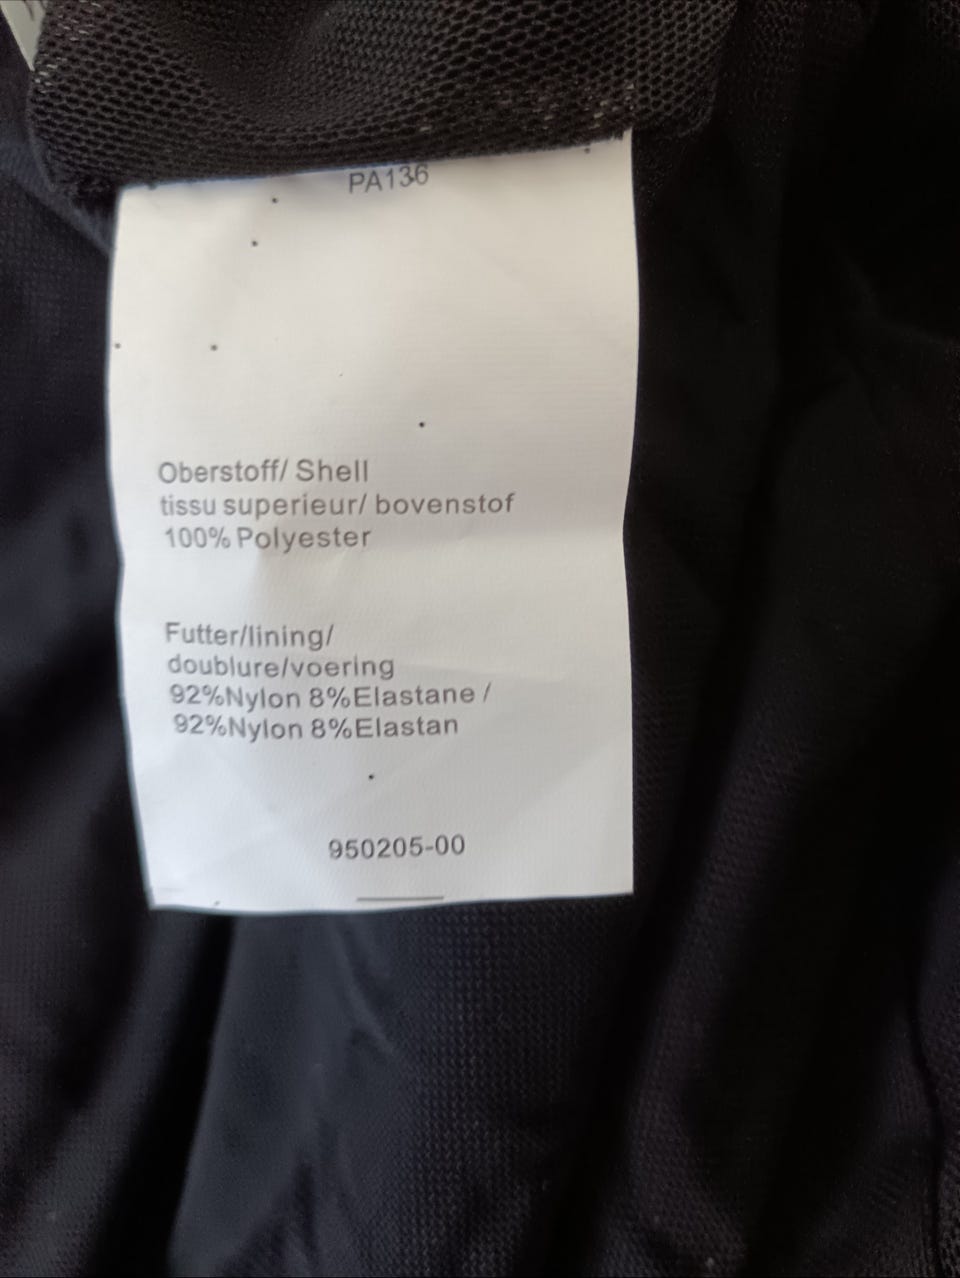 PA136
Oberstoff/ Shell
tissu superieur/ bovenstof
100% Polyester
Futter/lining/
doublure/voering
92%Nylon 8%Elastane /
92%Nylon 8%Elastan
950205-00